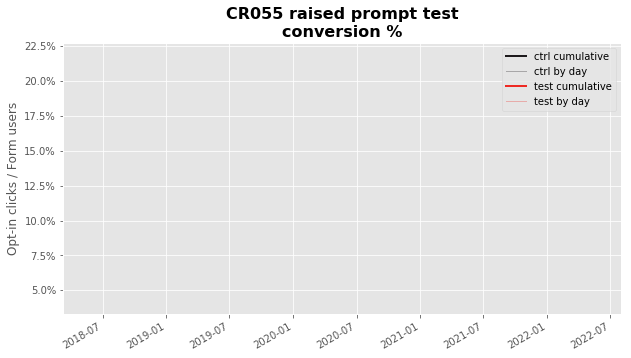 CR055 raised prompt test
conversion %
22.5%
20.0%
17.5%
15.0%
12.5%
10.0%
7.5%
5.0%
Opt-in clicks / Form users
ctrl cumulative
ctrl by day
test cumulative
test by day
2018-07
2019-01
2019-07
2020-01
2020-07
2021-01
2021-07
2022-01
2022-07